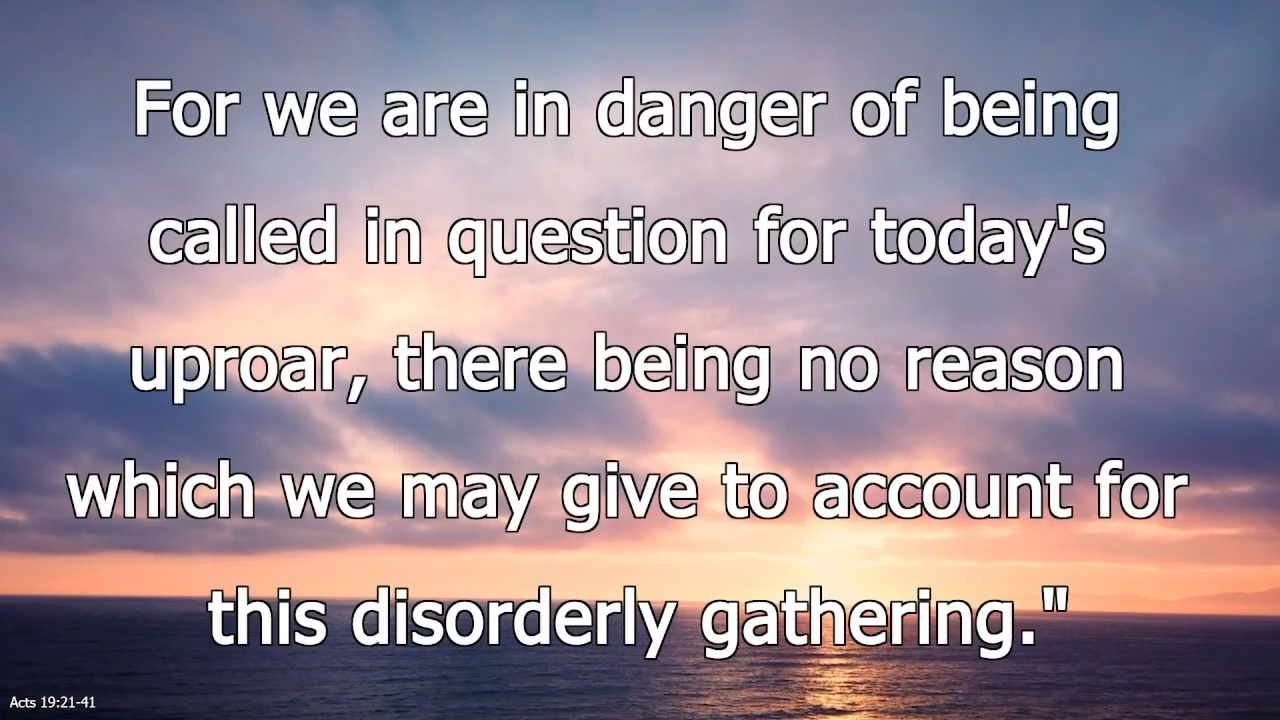 For we are in danger of being
called in question for today's
uproar, there being no reason
which we may give to account for
this disorderly gathering."
Acts 19:21-41